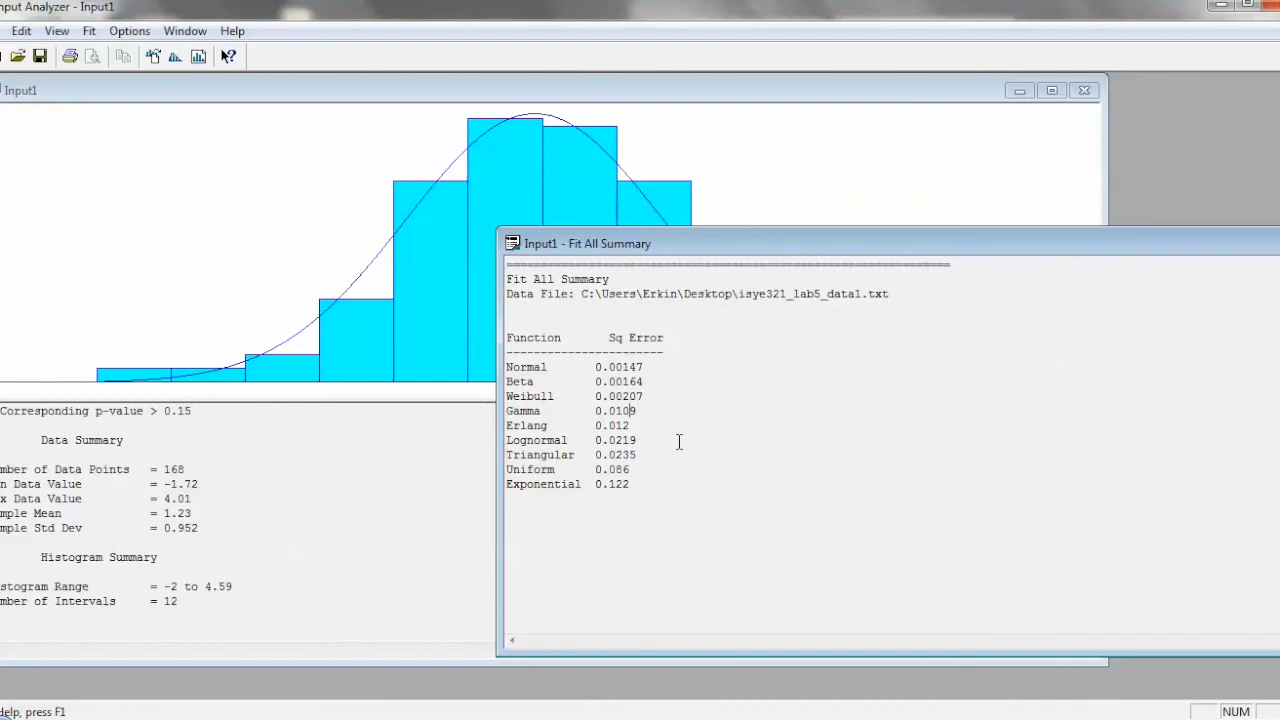 nput Analyzer - Input1
Edit View Fit Options Window Help
Input1
Input1 - Fit All Summary
Fit All Summary
Data File: C:\Users\Erkin\Desktop\isye321_lab5_data1.txt
Function Sq Error
------------------------
Normal 0.00147
Beta 0.00164
Weibull 0.00207
Gamma 0.0109
Erlang 0.012
Lognormal 0.0219
Triangular 0.0235
Uniform 0.086
Exponential 0.122
Corresponding p-value > 0.15
Data Summary
mber of Data Points = 168
n Data Value = -1.72
x Data Value = 4.01
mple Mean = 1.23
mple Std Dev = 0.952
Histogram Summary
stogram Range = -2 to 4.59
mber of Intervals = 12
Help, press F1
NUM